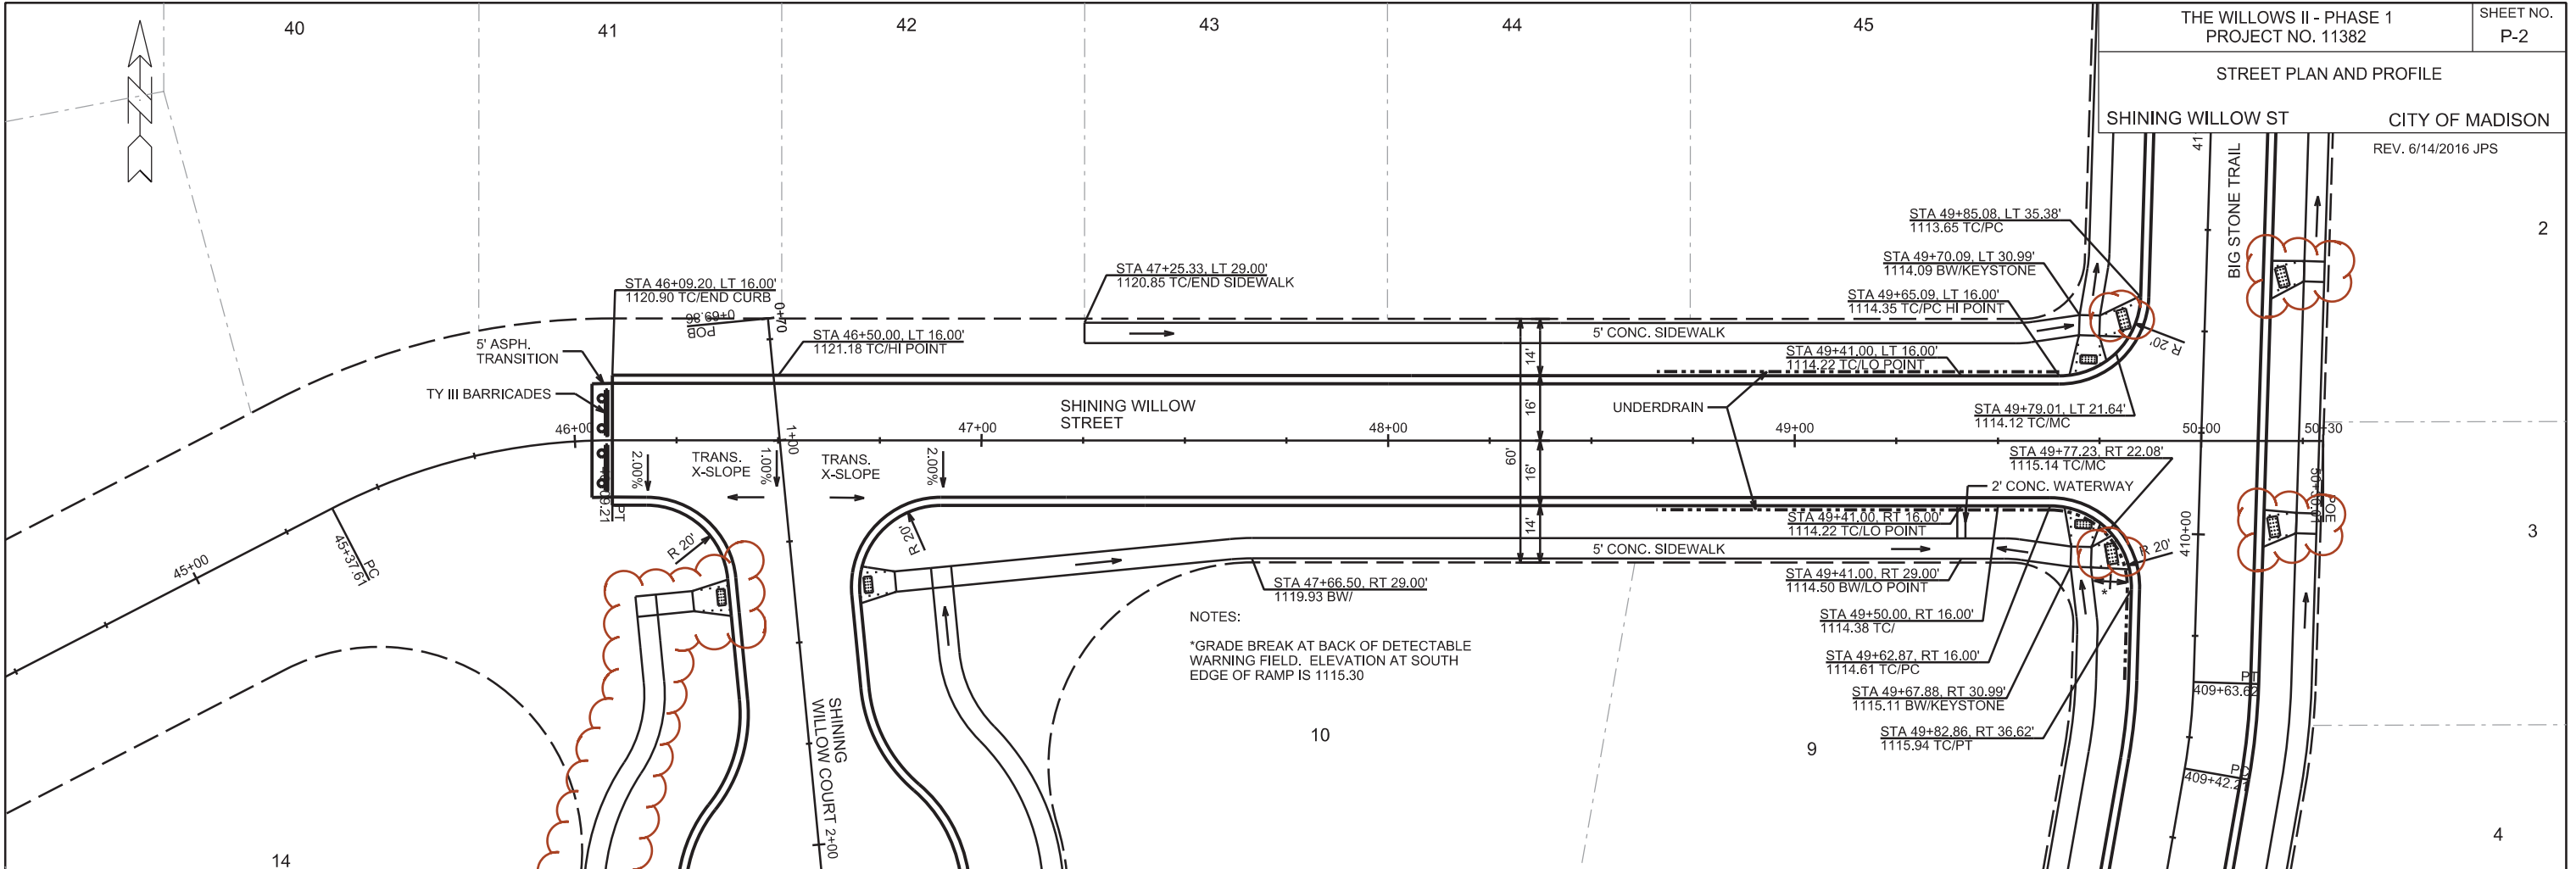 40
41
42
43
44
45
THE WILLOWS II - PHASE 1
PROJECT NO. 11382
SHEET NO.
P-2
STREET PLAN AND PROFILE
SHINING WILLOW ST
CITY OF MADISON
REV. 6/14/2016 JPS
2
3
4
41
BIG STONE TRAIL
STA 49+85.08, LT 35.38'
1113.65 TC/PC
STA 49+70.09, LT 30.99'
1114.09 BW/KEYSTONE
STA 49+65.09, LT 16.00'
1114.35 TC/PC HI POINT
STA 47+25.33, LT 29.00'
1120.85 TC/END SIDEWALK
STA 46+09.20, LT 16.00'
1120.90 TC/END CURB
0+69.86
POB
0+70
STA 46+50.00, LT 16.00'
1121.18 TC/HI POINT
5' ASPH.
TRANSITION
TY III BARRICADES
5' CONC. SIDEWALK
14'
STA 49+41.00, LT 16.00'
1114.22 TC/LO POINT
R 20'
SHINING WILLOW
STREET
16'
UNDERDRAIN
STA 49+79.01, LT 21.64'
1114.12 TC/MC
46+00
1+00
47+00
48+00
49+00
50+00
50+30
2.000%
TRANS.
X-SLOPE
1.00%
TRANS.
X-SLOPE
2.000%
60'
16'
STA 49+77.23, RT 22.08'
1115.14 TC/MC
2' CONC. WATERWAY
PT
POE
14'
STA 49+41.00, RT 16.00'
1114.22 TC/LO POINT
410+00
R 20'
R 20'
R 20'
5' CONC. SIDEWALK
45+00
PC
45+37.61
STA 47+66.50, RT 29.00'
1119.93 BW/
STA 49+41.00, RT 29.00'
1114.50 BW/LO POINT
*
NOTES:
*GRADE BREAK AT BACK OF DETECTABLE
WARNING FIELD. ELEVATION AT SOUTH
EDGE OF RAMP IS 1115.30
STA 49+50.00, RT 16.00'
1114.38 TC/
STA 49+62.87, RT 16.00'
1114.61 TC/PC
STA 49+67.88, RT 30.99'
1115.11 BW/KEYSTONE
STA 49+82.86, RT 36.62'
1115.94 TC/PT
PT
409+63.62
PC
409+42.21
SHINING
WILLOW COURT
2+00
10
9
14